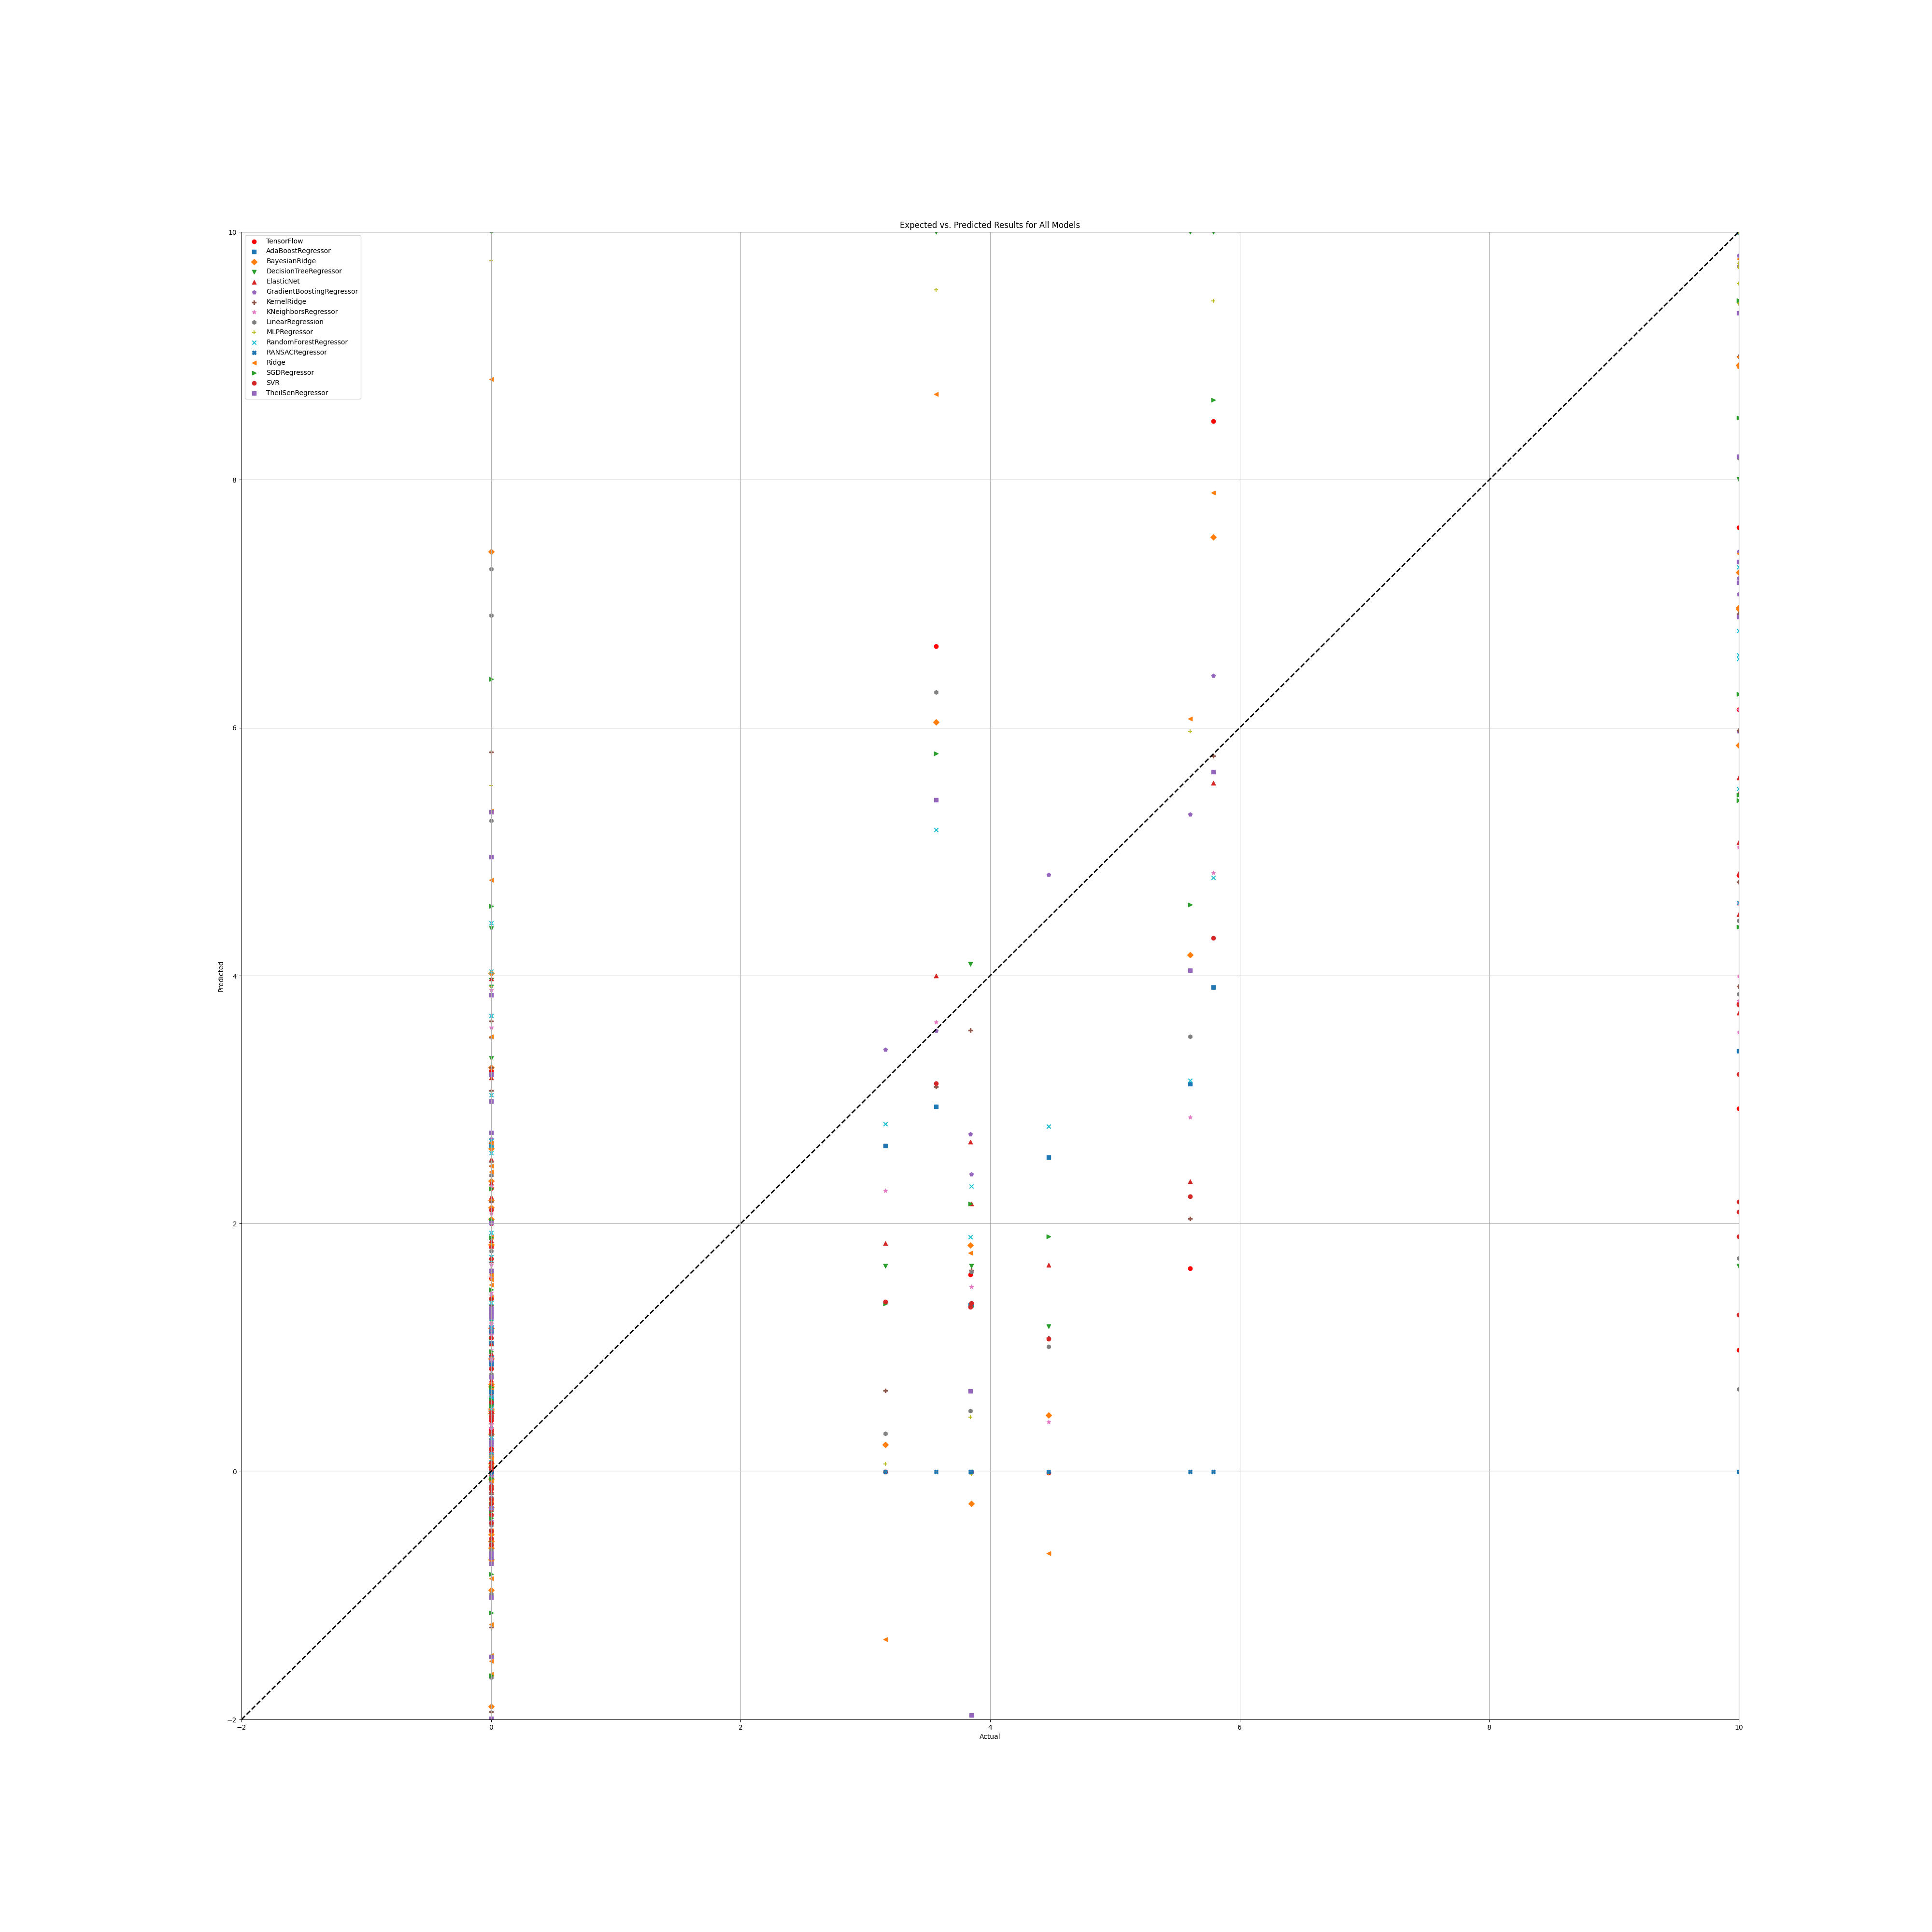 Expected vs. Predicted Results for All Models
10
TensorFlow
AdaBoostRegressor
BayesianRidge
DecisionTreeRegressor
ElasticNet
GradientBoostingRegressor
KernelRidge
KNeighborsRegressor
LinearRegression
MLPRegressor
RandomForestRegressor
RANSACRegressor
Ridge
SGDRegressor
SVR
TheilSenRegressor
8
6
4
Predicted
2
0
−2
−2 0 2 4 6 8 10
Actual